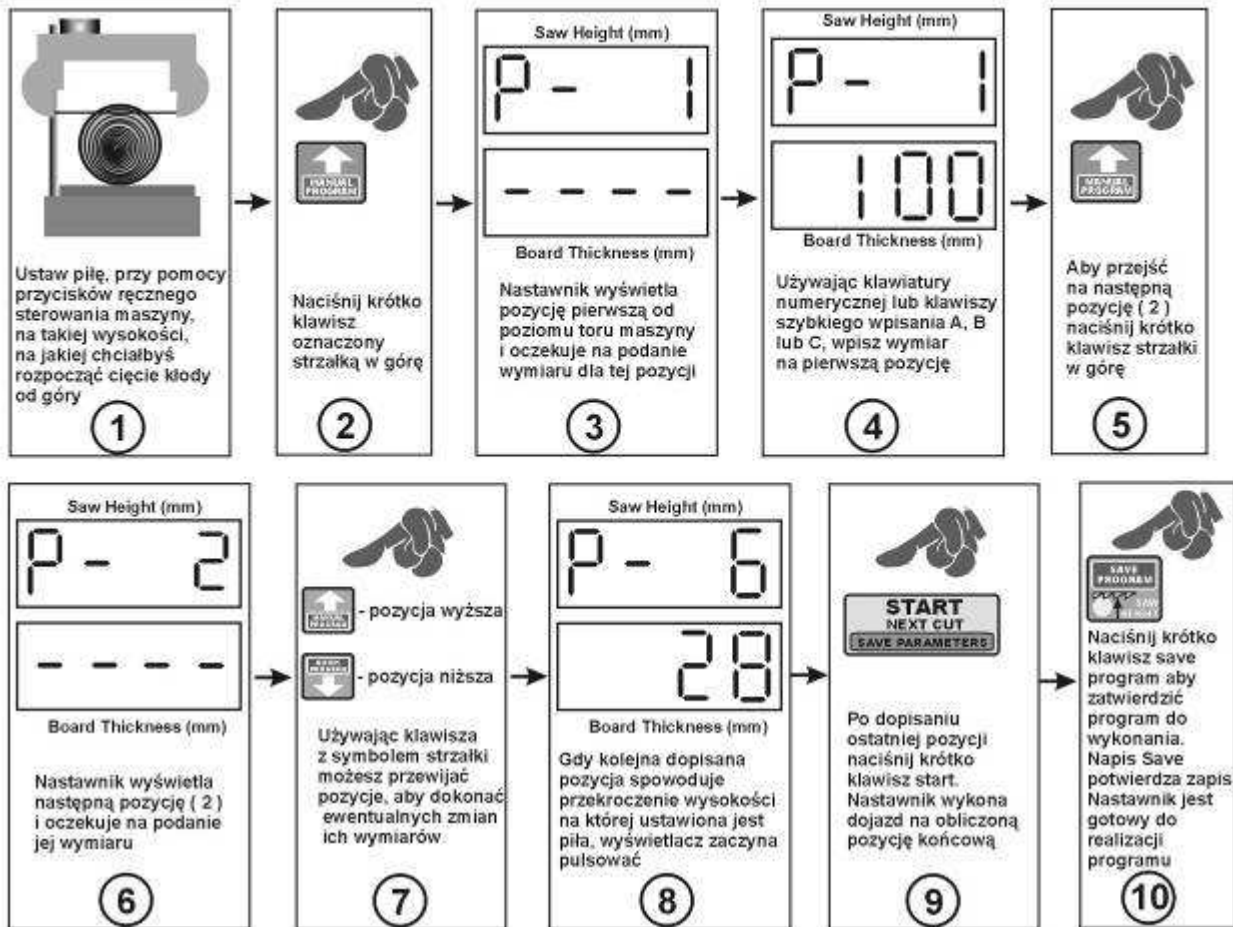 Ustaw piłę, przy pomocy
przycisków ręcznego
sterowania maszyny,
na takiej wysokości,
na jakiej chciałbyś
rozpocząć cięcie kłody
od góry
1
MANUAL
PROGRAM
Naciśnij krótko
klawisz
oznaczony
strzałką w górę
2
Saw Height (mm)
P- 1
- - - -
Board Thickness (mm)
Nastawnik wyświetla
pozycję pierwszą od
poziomu toru maszyny
i oczekuje na podanie
wymiaru dla tej pozycji
3
Saw Height (mm)
P- 1
100
Board Thickness (mm)
Używając klawiatury
numerycznej lub klawiszy
szybkiego wpisania A, B
lub C, wpisz wymiar
na pierwszą pozycję
4
MANUAL
PROGRAM
Aby przejść
na następną
pozycję ( 2 )
naciśnij krótko
klawisz strzałki
w górę
5
Saw Height (mm)
P- 2
- - - -
Board Thickness (mm)
Nastawnik wyświetla
następną pozycję ( 2 )
i oczekuje na podanie
jej wymiaru
6
- pozycja wyższa
- pozycja niższa
Używając klawisza
z symbolem strzałki
możesz przewijać
pozycje, aby dokonać
ewentualnych zmian
ich wymiarów
7
Saw Height (mm)
P- 6
28
Board Thickness (mm)
Gdy kolejna dopisana
pozycja spowoduje
przekroczenie wysokości
na której ustawiona jest
piła, wyświetlacz zaczyna
pulsować
8
START
NEXT CUT
SAVE PARAMETERS
Po dopisaniu
ostatniej pozycji
naciśnij krótko
klawisz start.
Nastawnik wykona
dojazd na obliczoną
pozycję końcową
9
SAVE
PROGRAM
SAW
HEIGHT
Naciśnij krótko
klawisz save
program aby
zatwierdzić
program do
wykonania.
Napis Save
potwierdza zapis
Nastawnik jest
gotowy do
realizacji
programu
10